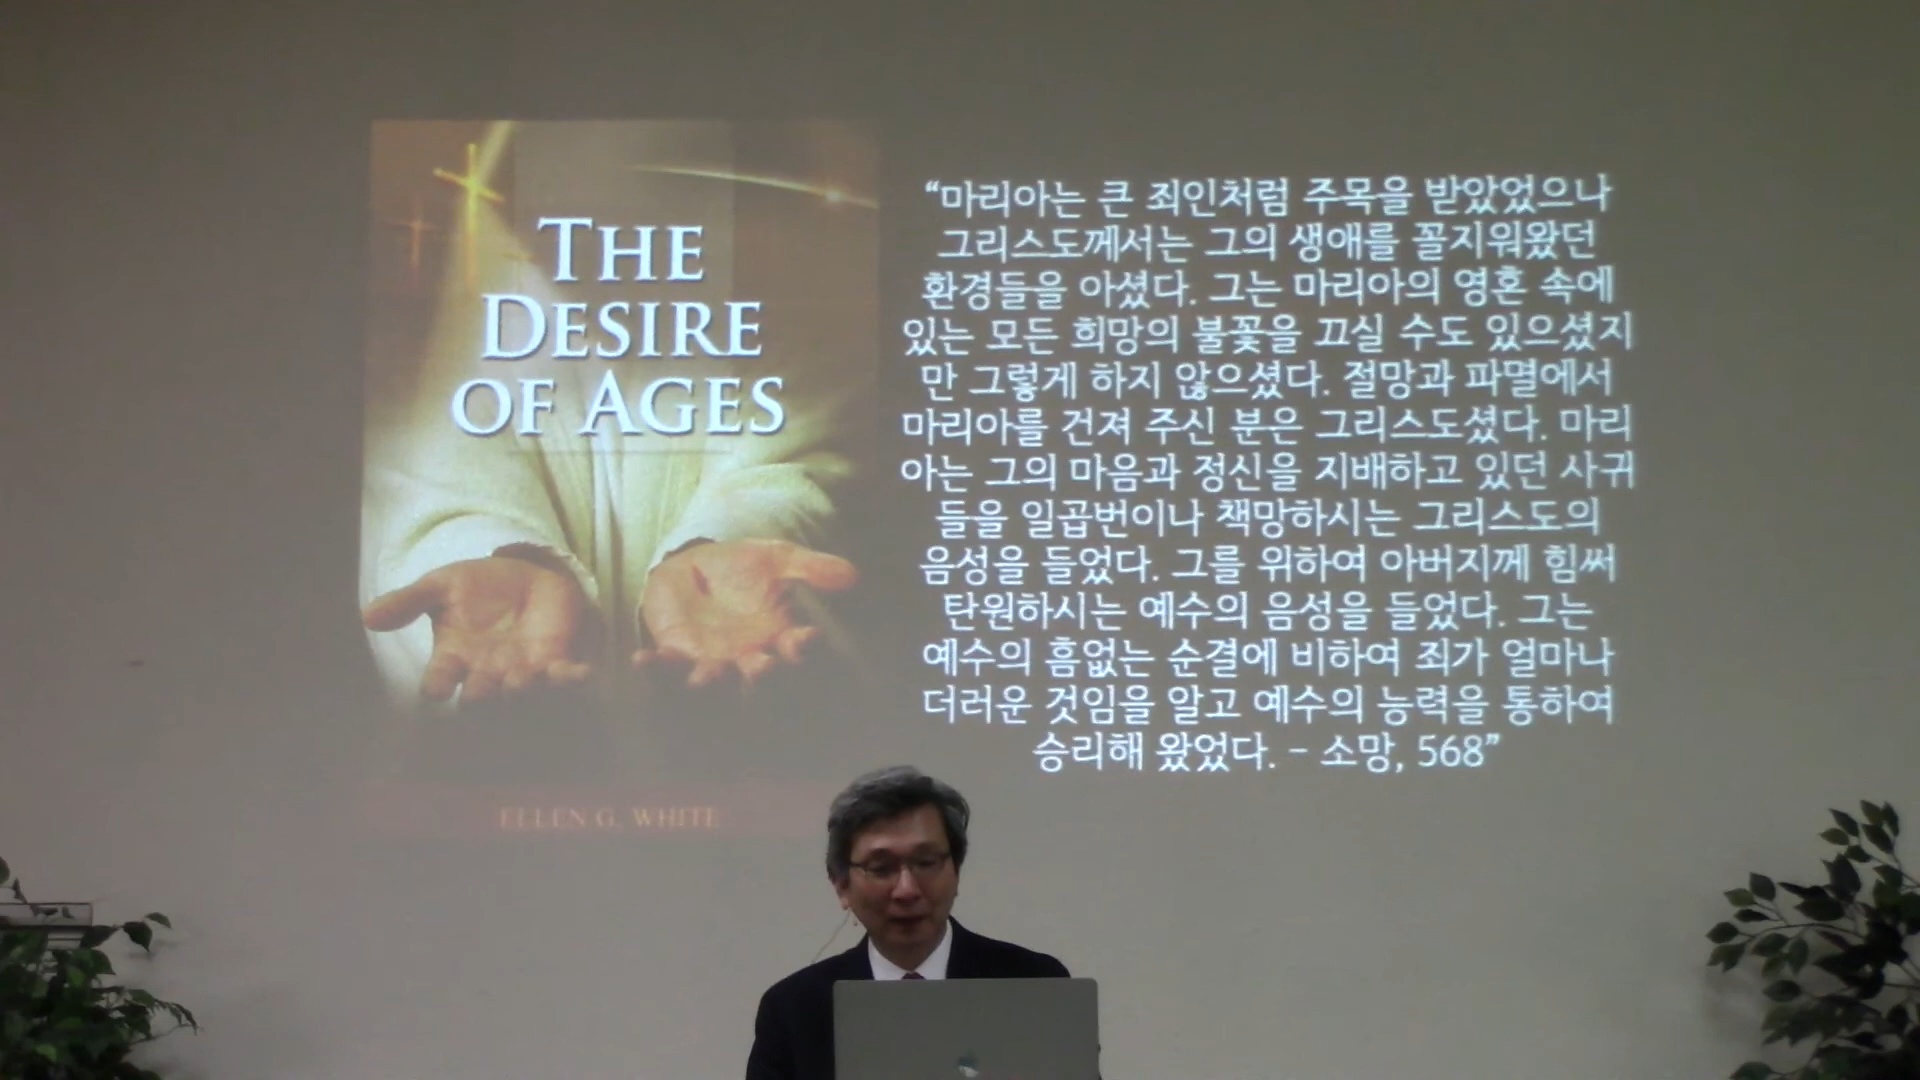 THE
DESIRE
OF AGES
ELLEN G. WHITE
“마리아는 큰 죄인처럼 주목을 받았었으나
그리스도께서는 그의 생애를 꼴지워왔던
환경들을 아셨다. 그는 마리아의 영혼 속에
있는 모든 희망의 불꽃을 끄실 수도 있으셨지
만 그렇게 하지 않으셨다. 절망과 파멸에서
마리아를 건져 주신 분은 그리스도셨다. 마리
아는 그의 마음과 정신을 지배하고 있던 사귀
들을 일곱번이나 책망하시는 그리스도의
음성을 들었다. 그를 위하여 아버지께 힘써
탄원하시는 예수의 음성을 들었다. 그는
예수의 흠없는 순결에 비하여 죄가 얼마나
더러운 것임을 알고 예수의 능력을 통하여
승리해 왔었다. - 소망, 568”